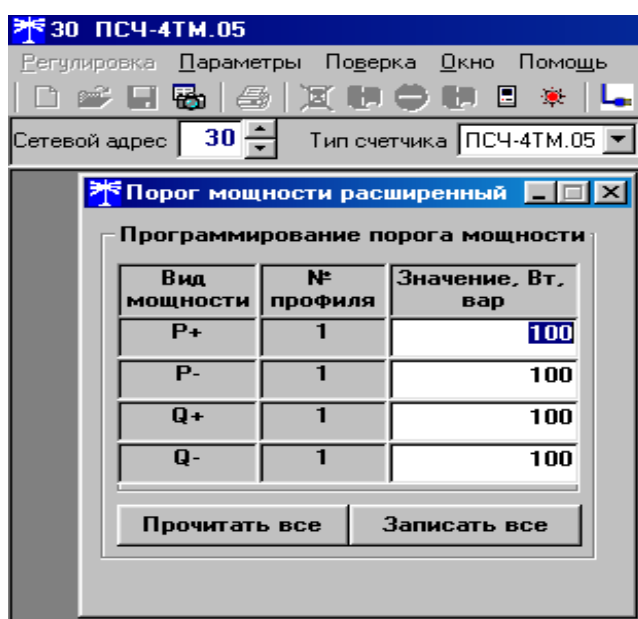 30 ПСЧ-4ТМ.05
Регулировка Параметры Поверка Окно Помощь
Сетевой адрес 30 Тип счетчика ПСЧ-4ТМ.05
Порог мощности расширенный
Программирование порога мощности
Вид мощности № профиля Значение, Вт, вар
P+ 1 100
P- 1 100
Q+ 1 100
Q- 1 100
Прочитать все Записать все